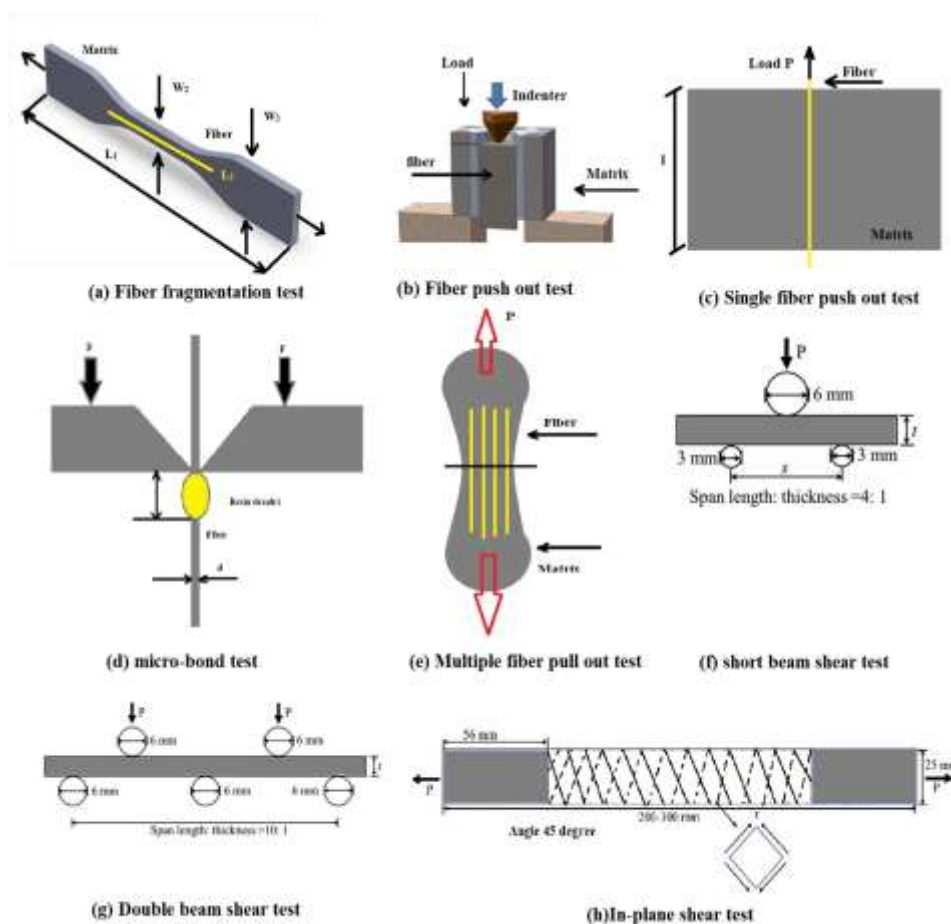 Matrix
W₂
W₁
Fiber
L₁
(a) Fiber fragmentation test
Load
Indenter
fiber
Matrix
(b) Fiber push out test
Load P
Fiber
Matrix
(c) Single fiber push out test
Fiber
d
(d) micro-bond test
P
Fiber
Matrix
(e) Multiple fiber pull out test
P
6 mm
3 mm
3 mm
Span length: thickness =4: 1
(f) short beam shear test
P
P
6 mm
6 mm
6 mm
6 mm
6 mm
Span length: thickness =10: 1
(g) Double beam shear test
56 mm
P
P
Angle 45 degree
(h)In-plane shear test